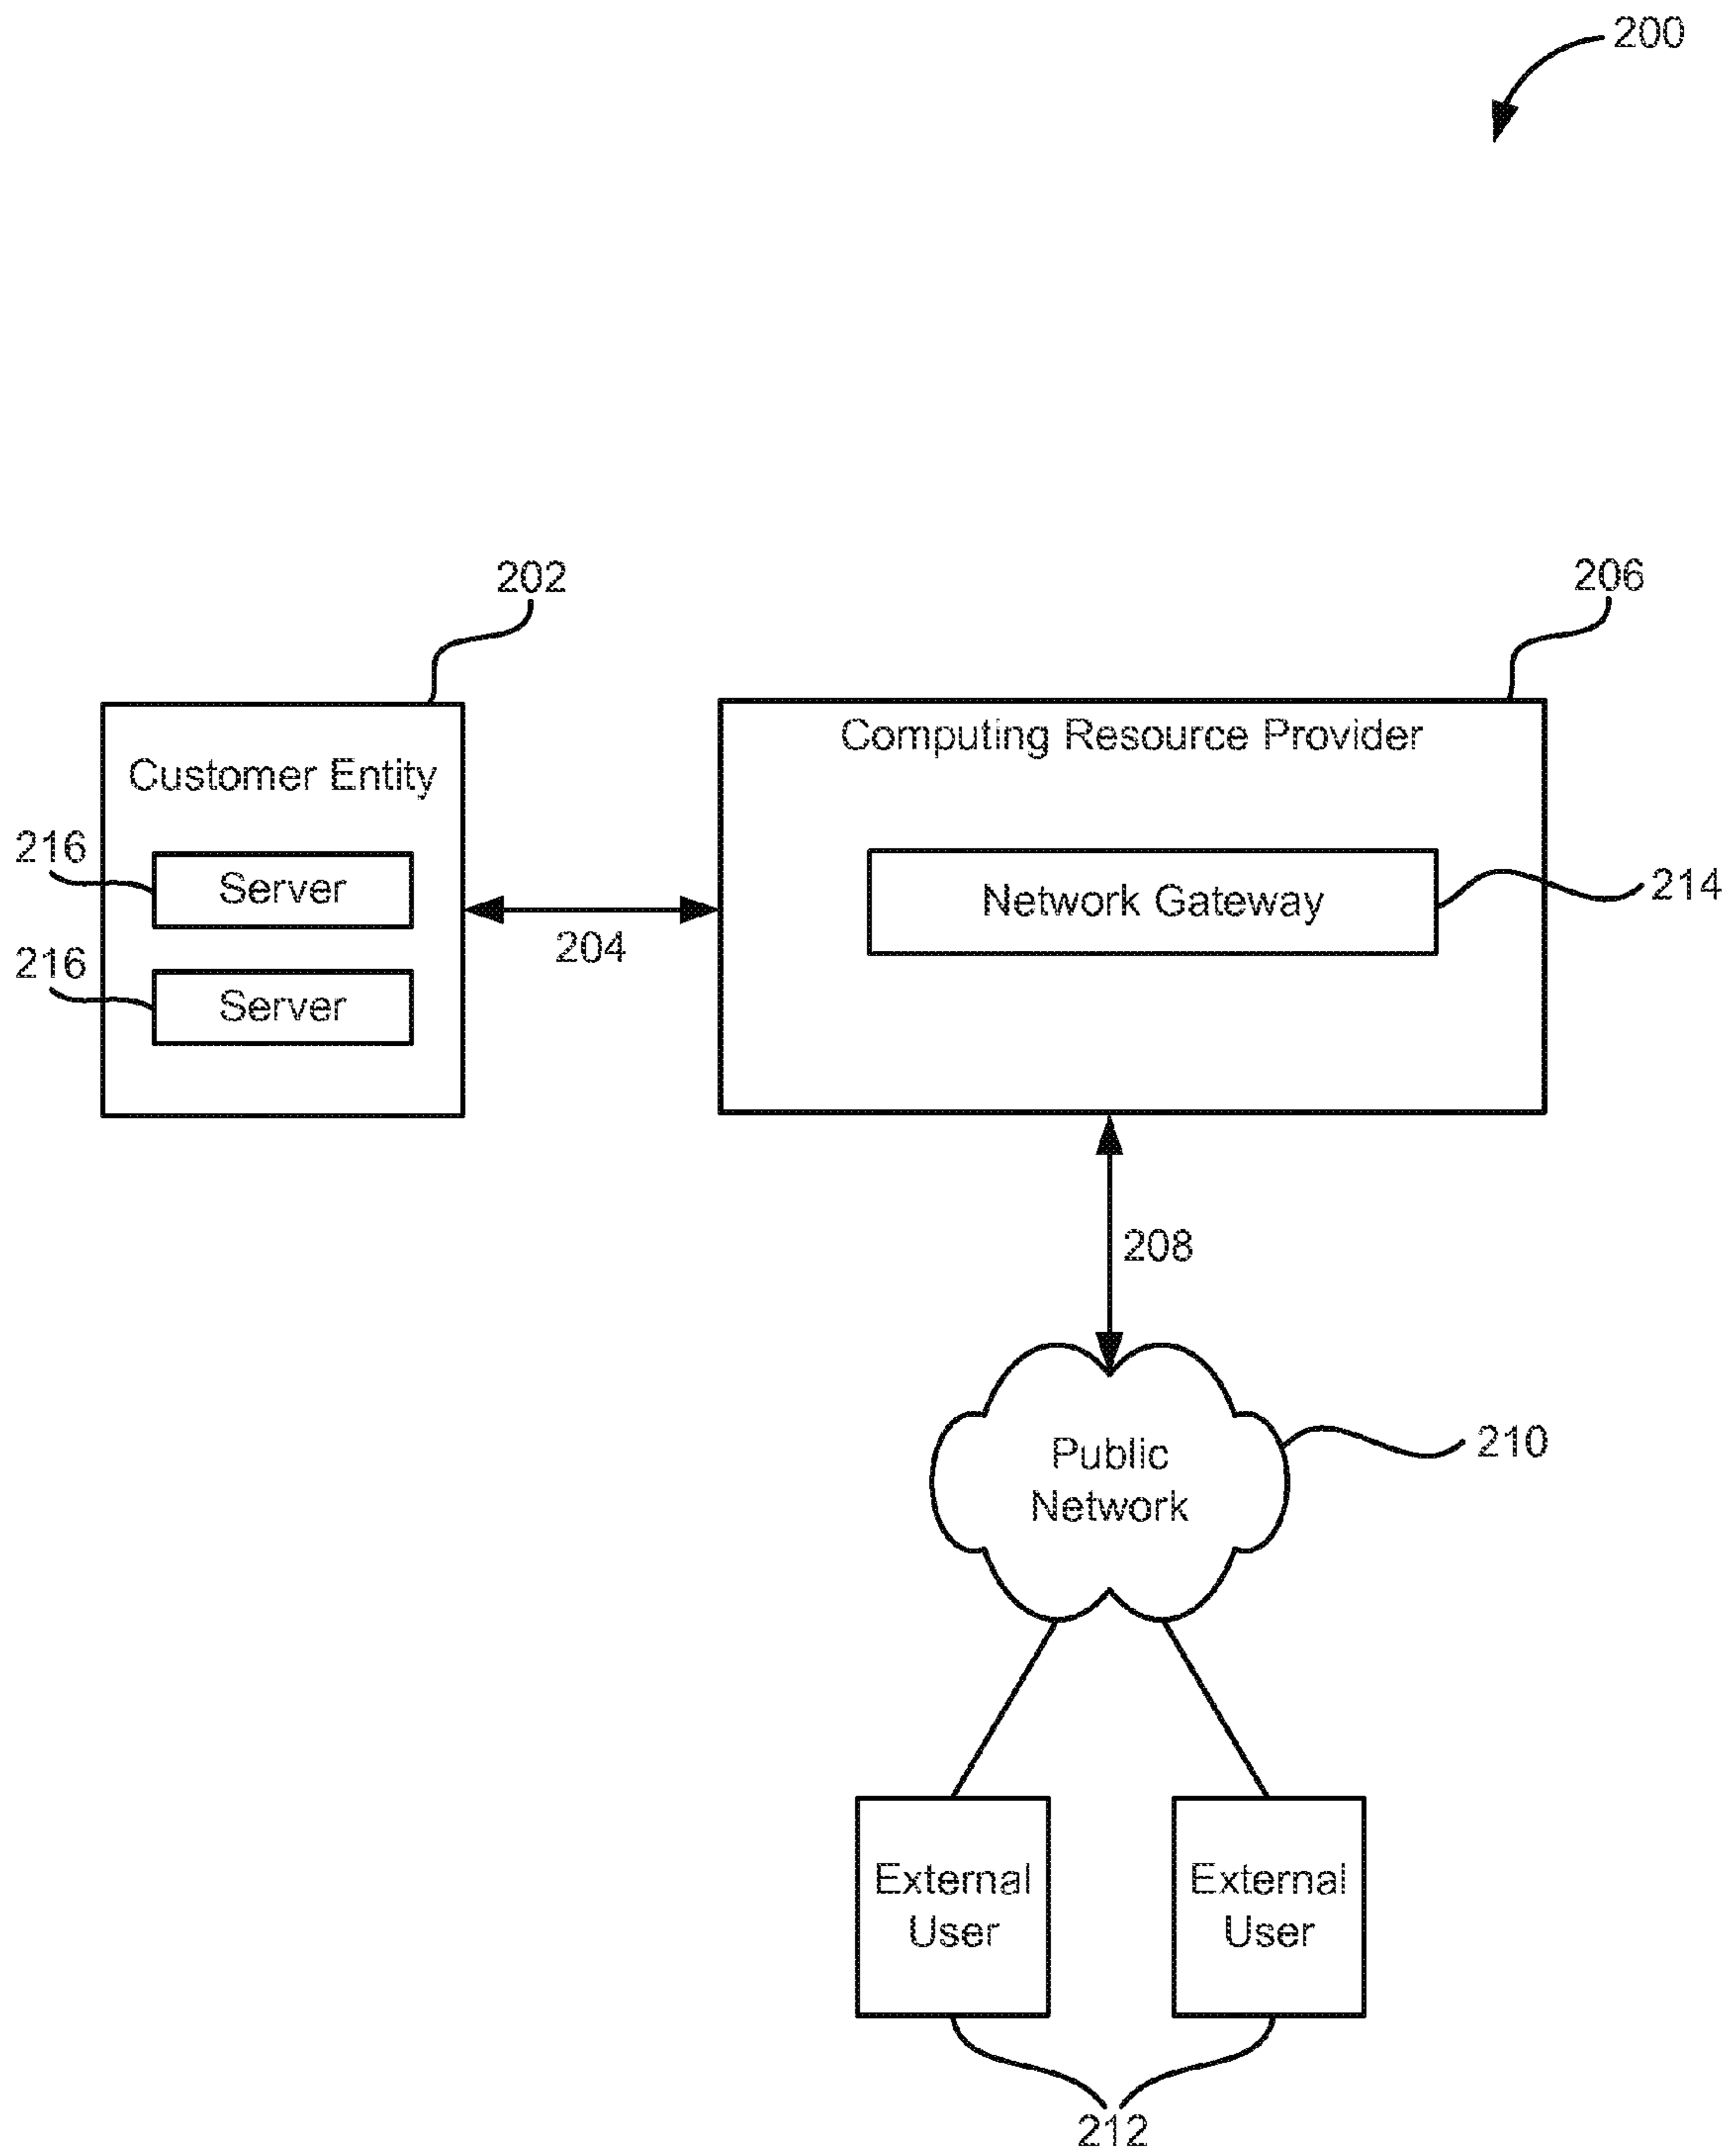 200
202
206
Customer Entity
Computing Resource Provider
216
Server
Network Gateway
214
204
216
Server
208
Public
Network
210
External
User
External
User
212